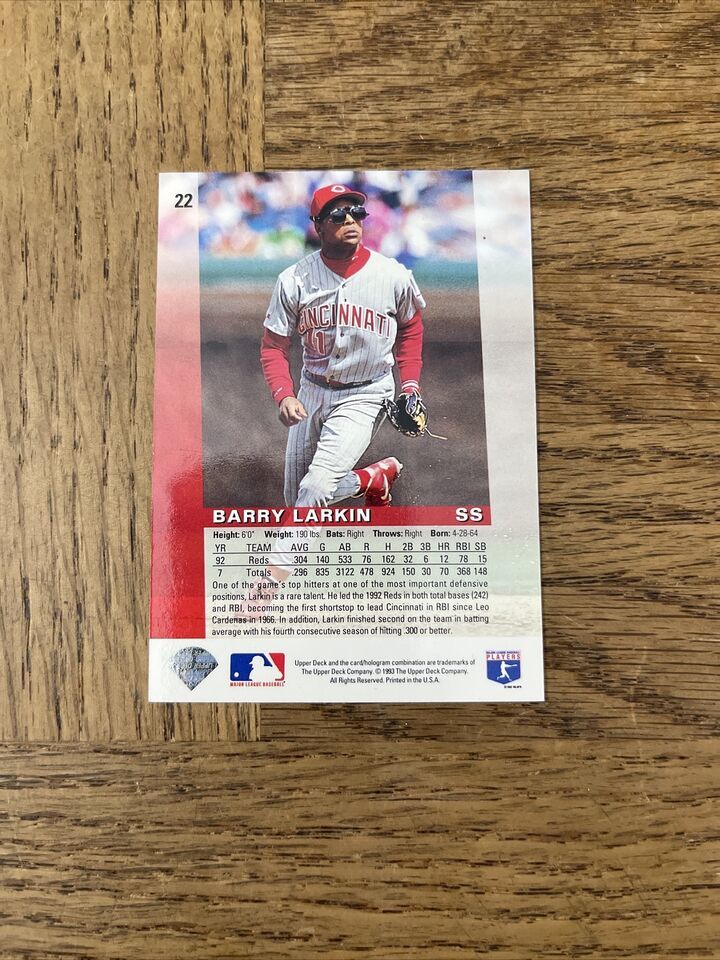 22
CINCINNATI
11
BARRY LARKIN SS
Height: 6'0" Weight: 190 lbs. Bats: Right Throws: Right Born: 4-28-64
YR TEAM AVG G AB R H 2B 3B HR RBI SB
92 Reds .304 140 533 76 162 32 6 12 78 15
7 Totals .296 835 3122 478 924 150 30 70 368 148
One of the game's top hitters at one of the most important defensive
positions, Larkin is a rare talent. He led the 1992 Reds in both total bases (242)
and RBI, becoming the first shortstop to lead Cincinnati in RBI since Leo
Cardenas in 1966. In addition, Larkin finished second on the team in batting
average with his fourth consecutive season of hitting .300 or better.
MAJOR LEAGUE BASEBALL
Upper Deck and the card/hologram combination are trademarks of
The Upper Deck Company. © 1993 The Upper Deck Company.
All Rights Reserved. Printed in the U.S.A.
MAJOR LEAGUE BASEBALL
PLAYERS